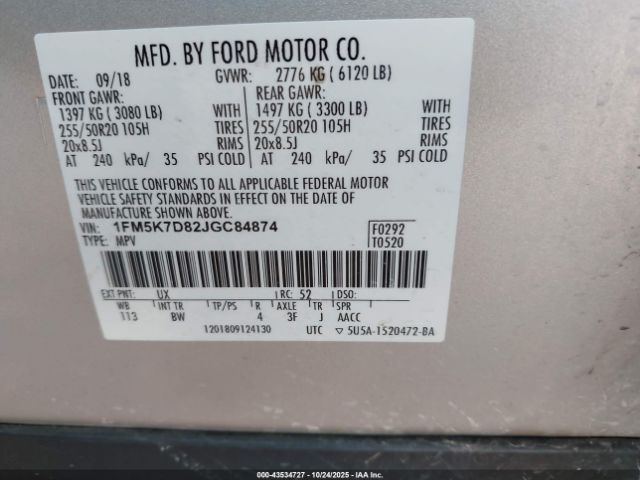 MFD. BY FORD MOTOR CO.
DATE: 09/18 GVWR: 2776 KG ( 6120 LB)
FRONT GAWR: REAR GAWR:
1397 KG ( 3080 LB) WITH 1497 KG ( 3300 LB) WITH
255/50R20 105H TIRES 255/50R20 105H TIRES
20x8.5J RIMS 20x8.5J RIMS
AT 240 kPa/ 35 PSI COLD AT 240 kPa/ 35 PSI COLD
THIS VEHICLE CONFORMS TO ALL APPLICABLE FEDERAL MOTOR
VEHICLE SAFETY STANDARDS IN EFFECT ON THE DATE OF
MANUFACTURE SHOWN ABOVE.
VIN: 1FM5K7D82JGC84874 F0292
TYPE: MPV T0520
EXT PNT: UX RC: 52 DSO:
WB INT TR TP/PS R AXLE TR SPR
113 BW 4 3F J AACC
1201809124130 UTC ▽ 5U5A-1520472-BA
© IAA 00-43534727 - 10/24/2025 - IAAI.COM